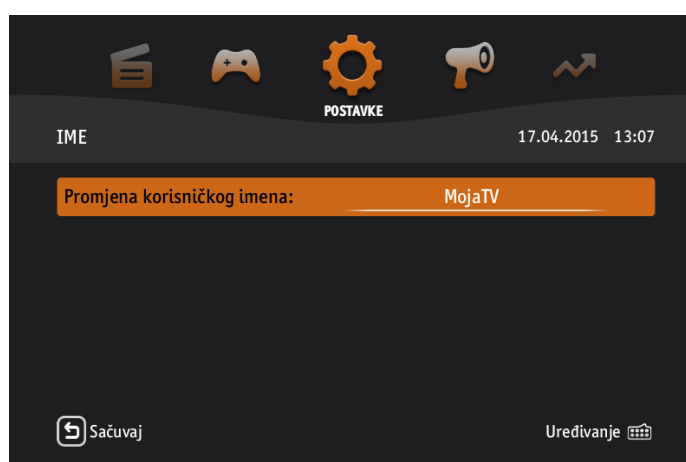 POSTAVKE
IME 17.04.2015 13:07
Promjena korisničkog imena: MojaTV
Sačuvaj Uređivanje